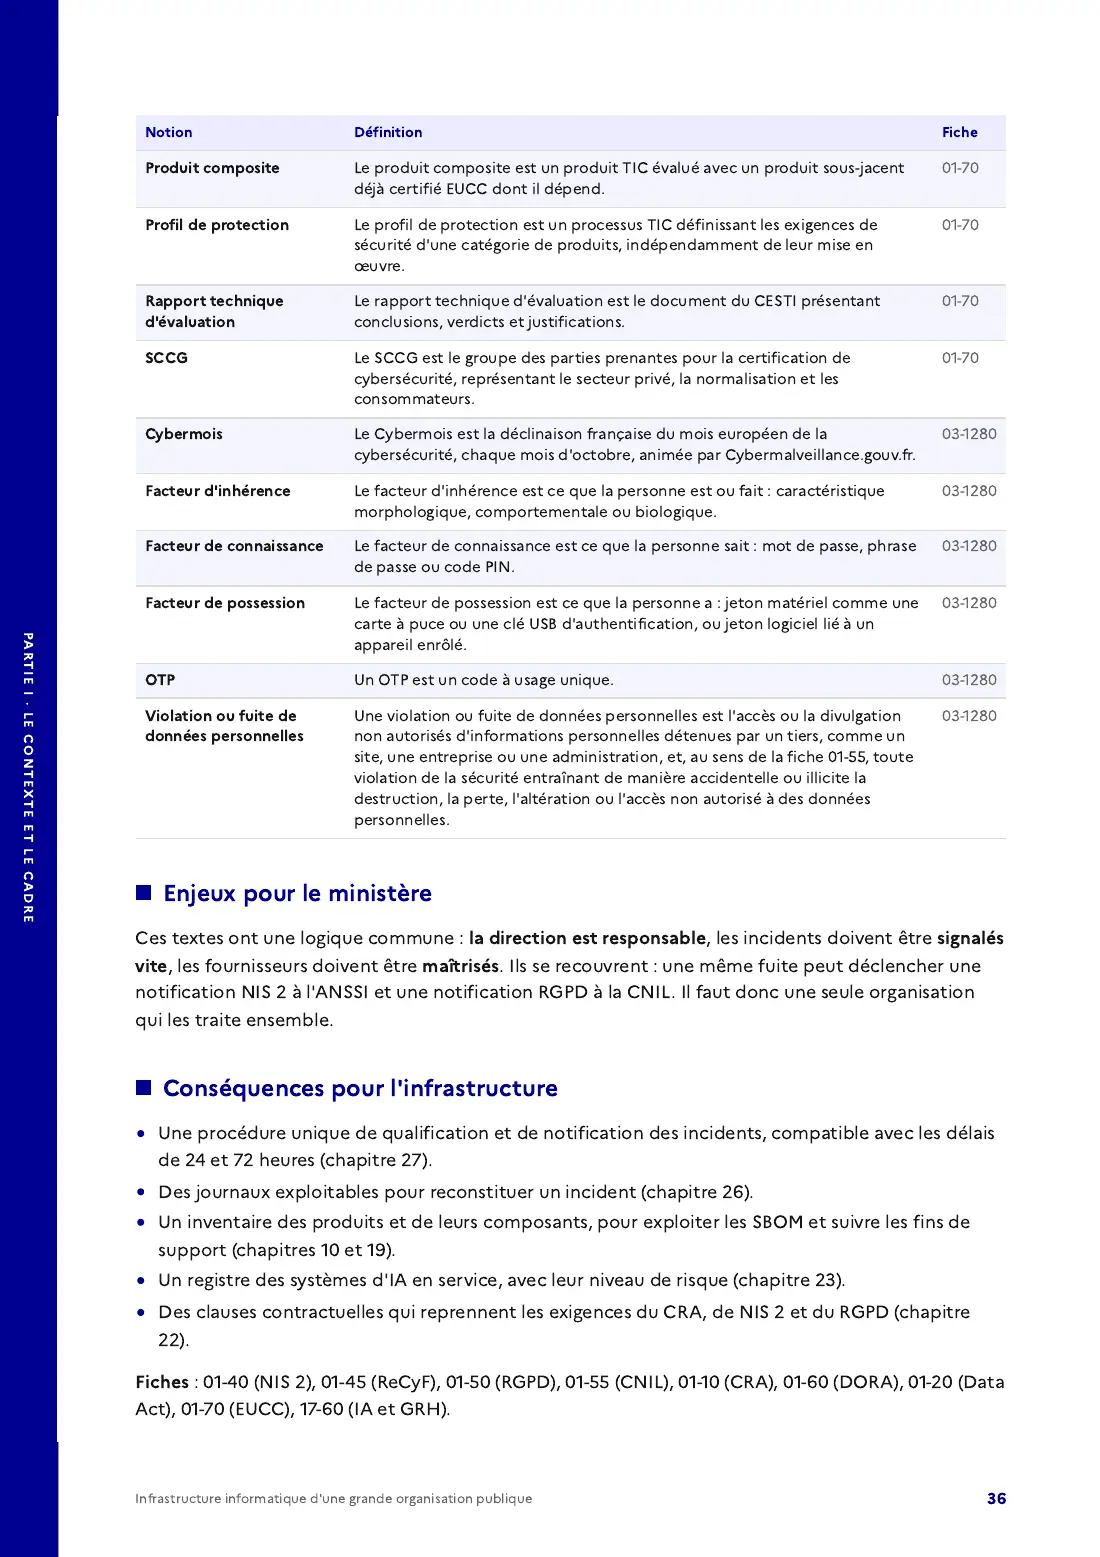 Notion Définition Fiche
Produit composite Le produit composite est un produit TIC évalué avec un produit sous-jacent 01-70
déjà certifié EUCC dont il dépend.
Profil de protection Le profil de protection est un processus TIC définissant les exigences de 01-70
sécurité d'une catégorie de produits, indépendamment de leur mise en
œuvre.
Rapport technique Le rapport technique d'évaluation est le document du CESTI présentant 01-70
d'évaluation conclusions, verdicts et justifications.
SCCG Le SCCG est le groupe des parties prenantes pour la certification de 01-70
cybersécurité, représentant le secteur privé, la normalisation et les
consommateurs.
Cybermois Le Cybermois est la déclinaison française du mois européen de la 03-1280
cybersécurité, chaque mois d'octobre, animée par Cybermalveillance.gouv.fr.
Facteur d'inhérence Le facteur d'inhérence est ce que la personne est ou fait : caractéristique 03-1280
morphologique, comportementale ou biologique.
Facteur de connaissance Le facteur de connaissance est ce que la personne sait : mot de passe, phrase 03-1280
de passe ou code PIN.
Facteur de possession Le facteur de possession est ce que la personne a : jeton matériel comme une 03-1280
carte à puce ou une clé USB d'authentification, ou jeton logiciel lié à un
appareil enrôlé.
OTP Un OTP est un code à usage unique. 03-1280
Violation ou fuite de Une violation ou fuite de données personnelles est l'accès ou la divulgation 03-1280
données personnelles non autorisés d'informations personnelles détenues par un tiers, comme un
site, une entreprise ou une administration, et, au sens de la fiche 01-55, toute
violation de la sécurité entraînant de manière accidentelle ou illicite la
destruction, la perte, l'altération ou l'accès non autorisé à des données
personnelles.
Enjeux pour le ministère
Ces textes ont une logique commune : la direction est responsable, les incidents doivent être signalés
vite, les fournisseurs doivent être maîtrisés. Ils se recouvrent : une même fuite peut déclencher une
notification NIS 2 à l'ANSSI et une notification RGPD à la CNIL. Il faut donc une seule organisation
qui les traite ensemble.
Conséquences pour l'infrastructure
• Une procédure unique de qualification et de notification des incidents, compatible avec les délais
de 24 et 72 heures (chapitre 27).
• Des journaux exploitables pour reconstituer un incident (chapitre 26).
• Un inventaire des produits et de leurs composants, pour exploiter les SBOM et suivre les fins de
support (chapitres 10 et 19).
• Un registre des systèmes d'IA en service, avec leur niveau de risque (chapitre 23).
• Des clauses contractuelles qui reprennent les exigences du CRA, de NIS 2 et du RGPD (chapitre
22).
Fiches : 01-40 (NIS 2), 01-45 (ReCyF), 01-50 (RGPD), 01-55 (CNIL), 01-10 (CRA), 01-60 (DORA), 01-20 (Data
Act), 01-70 (EUCC), 17-60 (IA et GRH).
PARTIE I · LE CONTEXTE ET LE CADRE
Infrastructure informatique d'une grande organisation publique 36